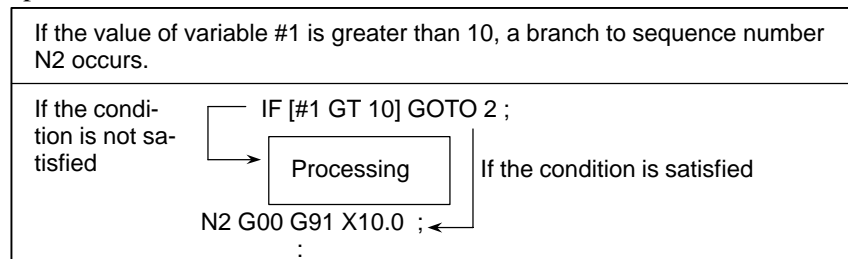 If the value of variable #1 is greater than 10, a branch to sequence number
N2 occurs.
If the condi-
tion is not sa-
tisfied
IF [#1 GT 10] GOTO 2 ;
Processing
If the condition is satisfied
N2 G00 G91 X10.0 ;
: